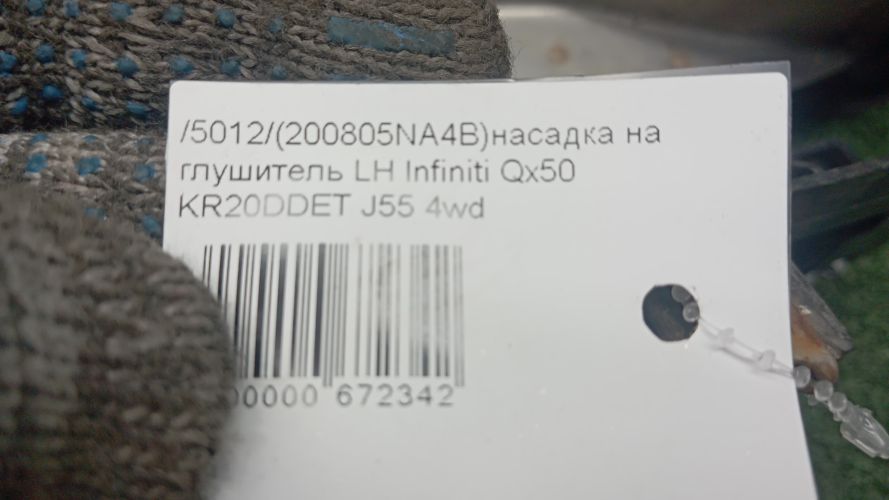 /5012/(200805NA4B)насадка на
глушитель LH Infiniti Qx50
KR20DDET J55 4wd
00000 672342